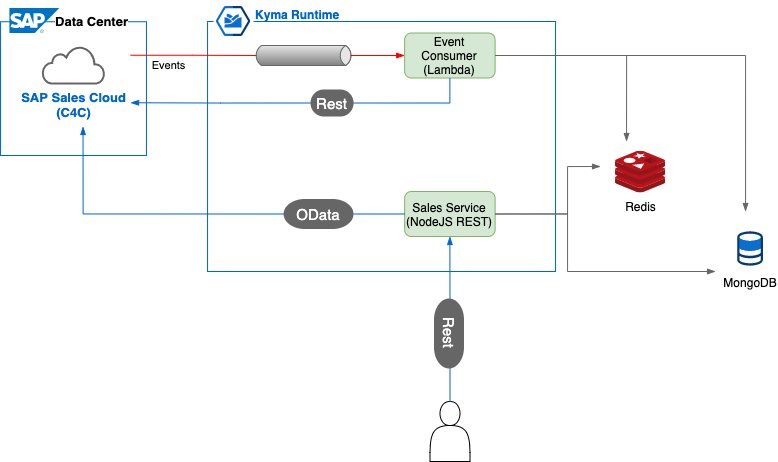 SAP Data Center
Kyma Runtime
Event
Consumer
(Lambda)
Events
SAP Sales Cloud
(C4C)
Rest
Redis
OData
Sales Service
(NodeJS REST)
MongoDB
Rest